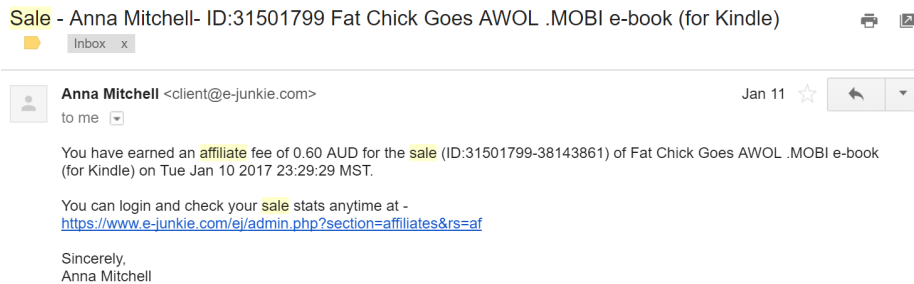 Sale - Anna Mitchell- ID:31501799 Fat Chick Goes AWOL .MOBI e-book (for Kindle)
Inbox x
Anna Mitchell <client@e-junkie.com>
Jan 11
to me
You have earned an affiliate fee of 0.60 AUD for the sale (ID:31501799-38143861) of Fat Chick Goes AWOL .MOBI e-book
(for Kindle) on Tue Jan 10 2017 23:29:29 MST.
You can login and check your sale stats anytime at -
https://www.e-junkie.com/ej/admin.php?section=affiliates&rs=af
Sincerely,
Anna Mitchell